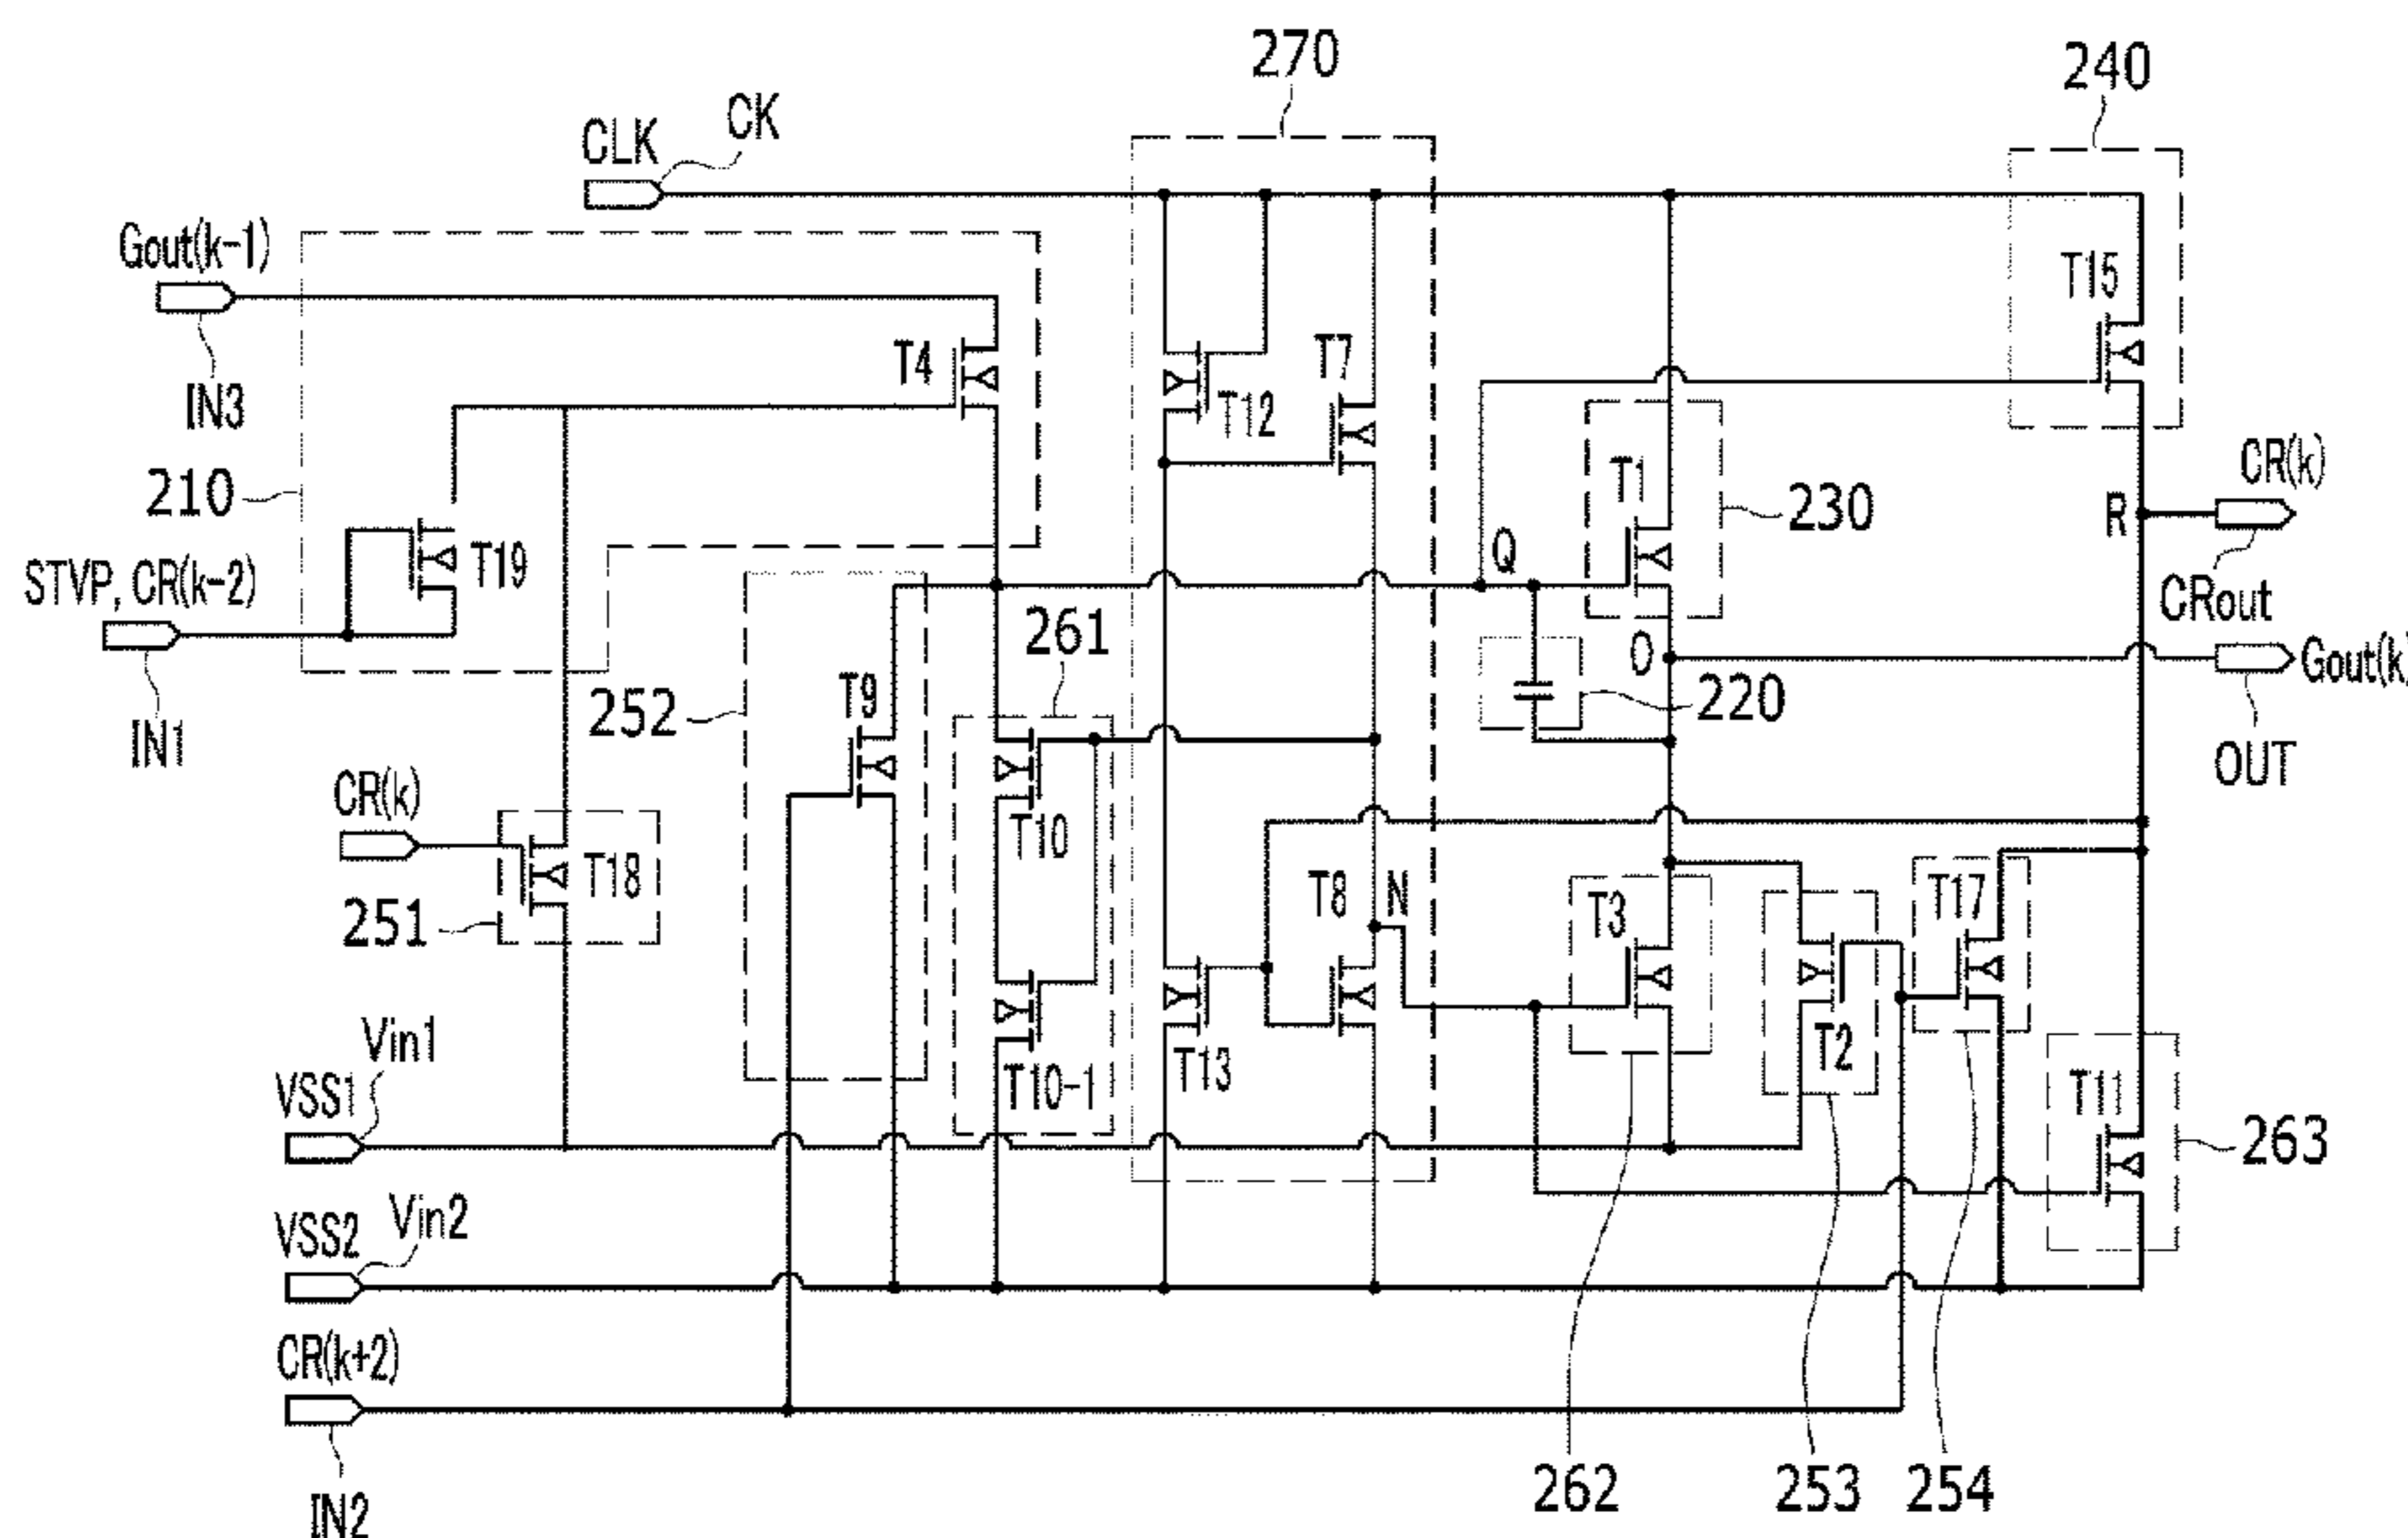 270
240
CLK
CK
Gout(k-1)
T15
T4
T7
IN3
T12
CR(k)
210
T1
230
R
Q
T19
STVP, CR(k-2)
CRout
261
O
Gout(k)
T9
252
220
IN1
OUT
CR(k)
T10
T18
T8
N
T3
T17
251
Vin1
T13
T2
VSS1
T10-1
T11
263
VSS2
Vin2
CR(k+2)
262
253
254
IN2